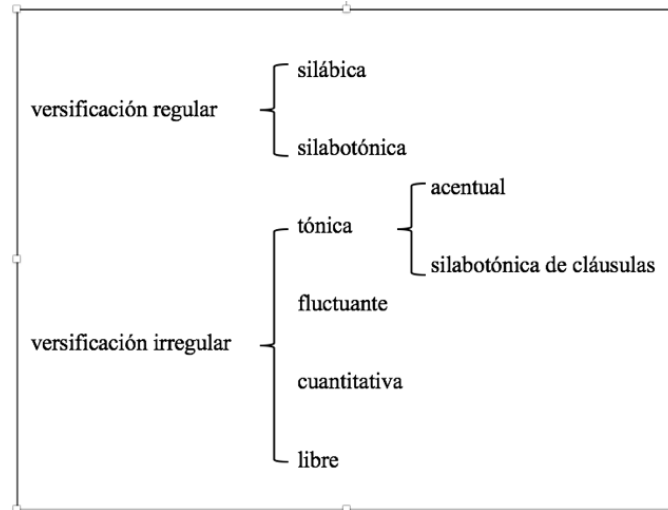 silábica
versificación regular
silabotónica
acentual
tónica
silabotónica de cláusulas
fluctuante
versificación irregular
cuantitativa
libre